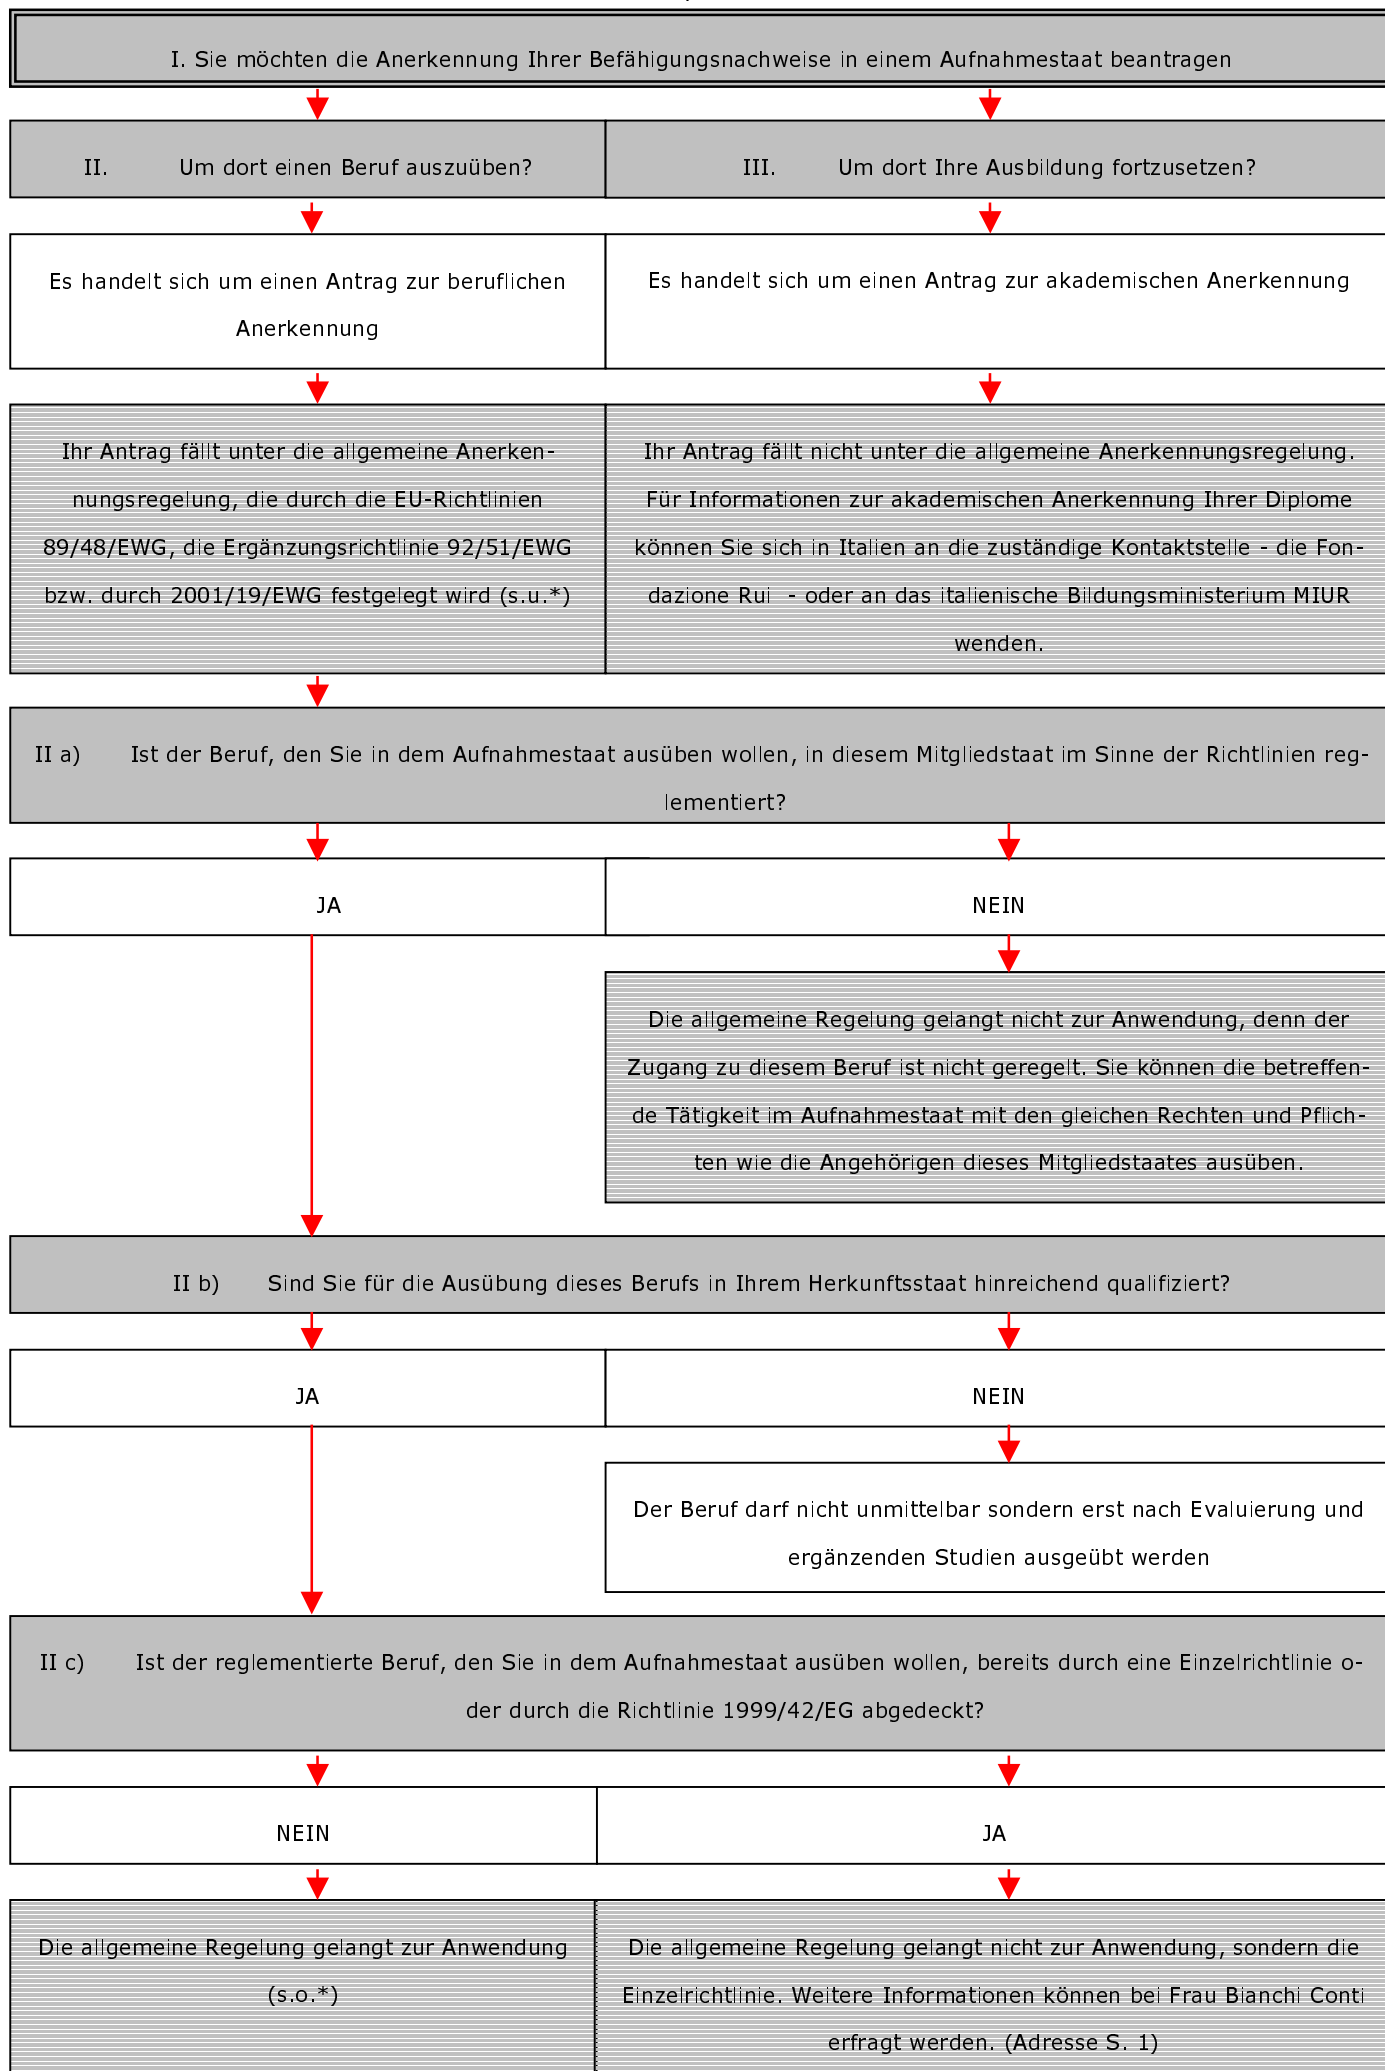 I. Sie möchten die Anerkennung Ihrer Befähigungsnachweise in einem Aufnahmestaat beantragen
II. Um dort einen Beruf auszuüben?
III. Um dort Ihre Ausbildung fortzusetzen?
Es handelt sich um einen Antrag zur beruflichen
Anerkennung
Es handelt sich um einen Antrag zur akademischen Anerkennung
Ihr Antrag fällt unter die allgemeine Anerken-
nungsregelung, die durch die EU-Richtlinien
89/48/EWG, die Ergänzungsrichtlinie 92/51/EWG
bzw. durch 2001/19/EWG festgelegt wird (s.u.*)
Ihr Antrag fällt nicht unter die allgemeine Anerkennungsregelung.
Für Informationen zur akademischen Anerkennung Ihrer Diplome
können Sie sich in Italien an die zuständige Kontaktstelle - die Fon-
dazione Rui - oder an das italienische Bildungsministerium MIUR
wenden.
II a) Ist der Beruf, den Sie in dem Aufnahmestaat ausüben wollen, in diesem Mitgliedstaat im Sinne der Richtlinien reg-
lementiert?
JA
NEIN
Die allgemeine Regelung gelangt nicht zur Anwendung, denn der
Zugang zu diesem Beruf ist nicht geregelt. Sie können die betreffen-
de Tätigkeit im Aufnahmestaat mit den gleichen Rechten und Pflich-
ten wie die Angehörigen dieses Mitgliedstaates ausüben.
II b) Sind Sie für die Ausübung dieses Berufs in Ihrem Herkunftsstaat hinreichend qualifiziert?
JA
NEIN
Der Beruf darf nicht unmittelbar sondern erst nach Evaluierung und
ergänzenden Studien ausgeübt werden
II c) Ist der reglementierte Beruf, den Sie in dem Aufnahmestaat ausüben wollen, bereits durch eine Einzelrichtlinie o-
der durch die Richtlinie 1999/42/EG abgedeckt?
NEIN
JA
Die allgemeine Regelung gelangt zur Anwendung
(s.o.*)
Die allgemeine Regelung gelangt nicht zur Anwendung, sondern die
Einzelrichtlinie. Weitere Informationen können bei Frau Bianchi Conti
erfragt werden. (Adresse S. 1)